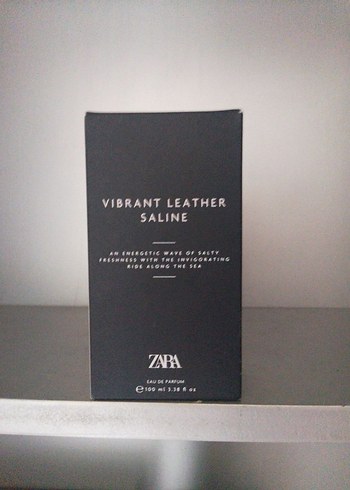 VIBRANT LEATHER
SALINE
AN ENERGETIC WAVE OF SALTY
FRESHNESS WITH THE INVIGORATING
RIDE ALONG THE SEA
ZARA
EAU DE PARFUM
℮100 ml 3.38 fl oz